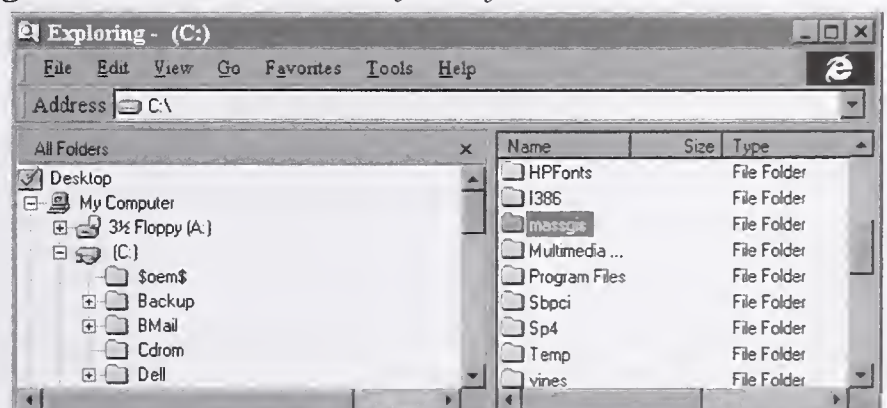 Exploring - (C:)
File Edit View Go Favorites Tools Help
Address C:\
All Folders
Desktop
My Computer
3½ Floppy (A:)
(C:)
$oem$
Backup
BMail
Cdrom
Dell
Name Size Type
HPFonts File Folder
I386 File Folder
massgis File Folder
Multimedia ... File Folder
Program Files File Folder
Sbpci File Folder
Sp4 File Folder
Temp File Folder
vines File Folder